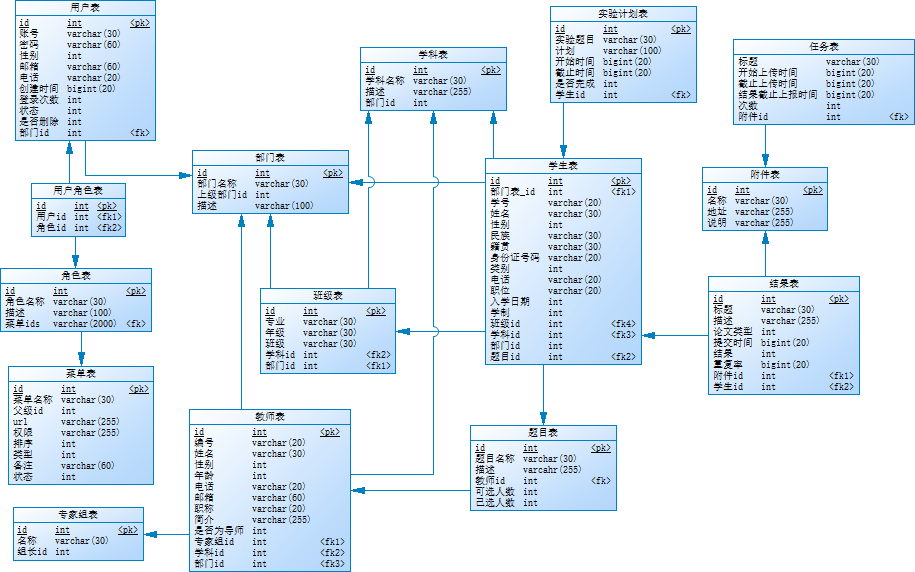 用户表
id int <pk>
账号 varchar(30)
密码 varchar(60)
性别 int
邮箱 varchar(60)
电话 varchar(20)
创建时间 bigint(20)
登录次数 int
状态 int
是否删除 int
部门id int <fk>
用户角色表
id int <pk>
用户id int <fk1>
角色id int <fk2>
角色表
id int <pk>
角色名称 varchar(30)
描述 varchar(100)
菜单ids varchar(2000) <fk>
菜单表
id int <pk>
菜单名称 varchar(30)
父级id int
url varchar(255)
权限 varchar(255)
排序 int
类型 int
备注 varchar(60)
状态 int
专家组表
id int <pk>
名称 varchar(30)
组长id int
部门表
id int <pk>
部门名称 varchar(30)
上级部门id int
描述 varchar(100)
学科表
id int <pk>
学科名称 varchar(30)
描述 varchar(255)
部门id int
班级表
id int <pk>
专业 varchar(30)
年级 varchar(30)
班级 varchar(30)
学科id int <fk2>
部门id int <fk1>
教师表
id int <pk>
编号 varchar(20)
姓名 varchar(30)
性别 int
年龄 int
电话 varchar(20)
邮箱 varchar(60)
职称 varchar(20)
简介 varchar(255)
是否为导师 int
专家组id int <fk1>
学科id int <fk2>
部门id int <fk3>
实验计划表
id int <pk>
实验题目 varchar(30)
计划 varchar(100)
开始时间 bigint(20)
截止时间 bigint(20)
是否完成 int
学生id int <fk>
学生表
id int <pk>
部门表_id int <fk1>
学号 varchar(20)
姓名 varchar(30)
性别 int
民族 varchar(30)
籍贯 varchar(30)
身份证号码 varchar(20)
类别 int
电话 varchar(20)
职位 varchar(20)
入学日期 int
学制 int
班级id int <fk4>
学科id int <fk3>
部门id int
题目id int <fk2>
题目表
id int <pk>
题目名称 varchar(30)
描述 varcahr(255)
教师id int <fk>
可选人数 int
已选人数 int
任务表
标题 varchar(30)
开始上传时间 bigint(20)
截止上传时间 bigint(20)
结果截止上报时间 bigint(20)
次数 int
附件id int <fk>
附件表
id int <pk>
名称 varchar(30)
地址 varchar(255)
说明 varchar(255)
结果表
id int <pk>
标题 varchar(30)
描述 varchar(255)
论文类型 int
提交时间 bigint(20)
结果 int
重复率 bigint(20)
附件id int <fk1>
学生id int <fk2>